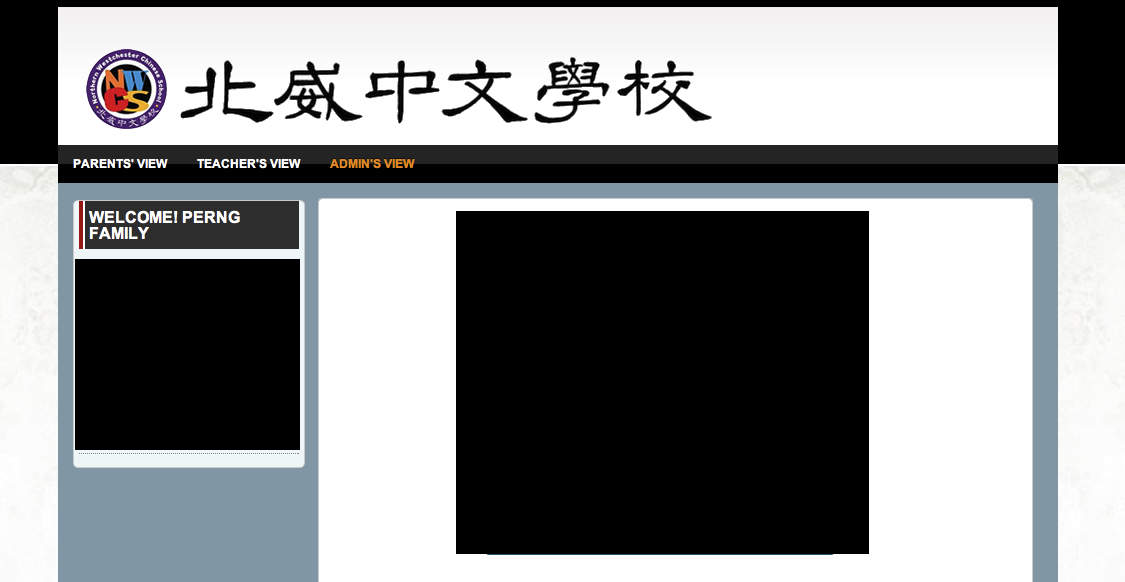 Northern Westchester Chinese School
NWCS
北威中文學校
北威中文學校
PARENTS' VIEW TEACHER'S VIEW ADMIN'S VIEW
WELCOME! PERNG
FAMILY